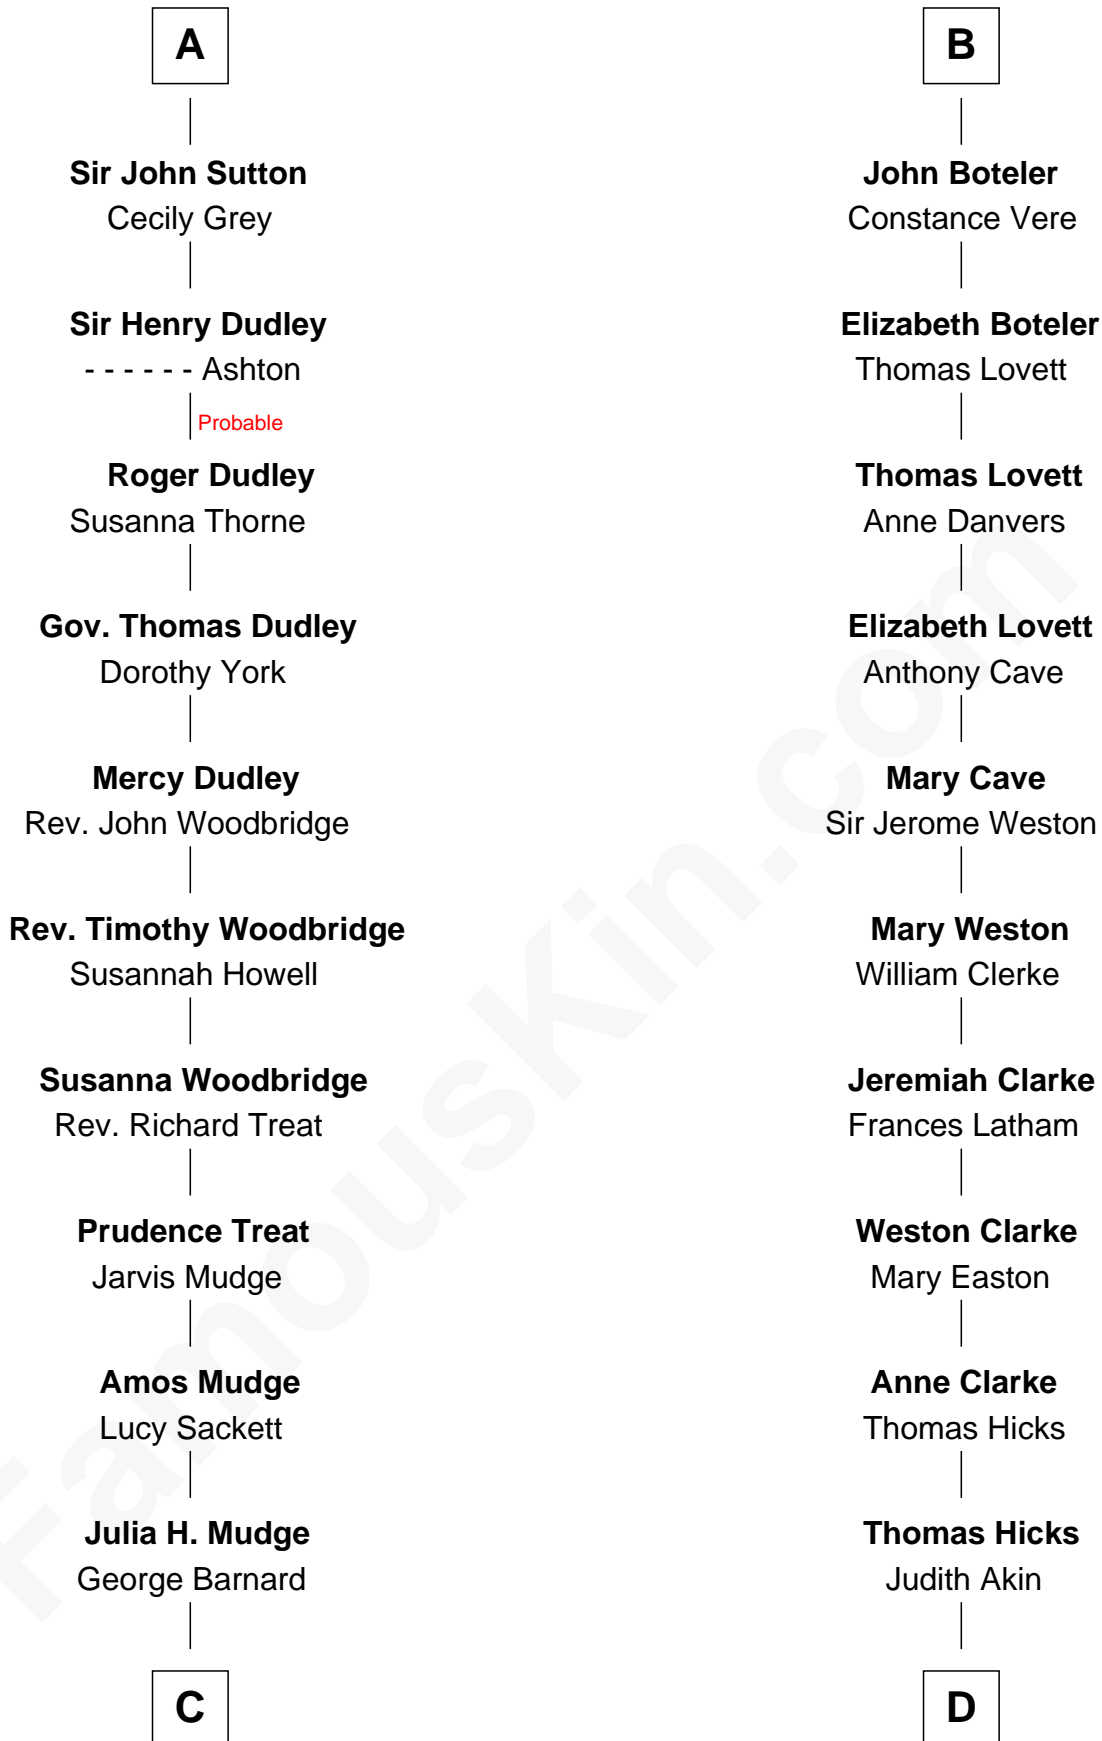 A
Sir John Sutton
Cecily Grey
Sir Henry Dudley
- - - - - - Ashton
Probable
Roger Dudley
Susanna Thorne
Gov. Thomas Dudley
Dorothy York
Mercy Dudley
Rev. John Woodbridge
Rev. Timothy Woodbridge
Susannah Howell
Susanna Woodbridge
Rev. Richard Treat
Prudence Treat
Jarvis Mudge
Amos Mudge
Lucy Sackett
Julia H. Mudge
George Barnard
C
B
John Boteler
Constance Vere
Elizabeth Boteler
Thomas Lovett
Thomas Lovett
Anne Danvers
Elizabeth Lovett
Anthony Cave
Mary Cave
Sir Jerome Weston
Mary Weston
William Clerke
Jeremiah Clarke
Frances Latham
Weston Clarke
Mary Easton
Anne Clarke
Thomas Hicks
Thomas Hicks
Judith Akin
D
FamousKin.com